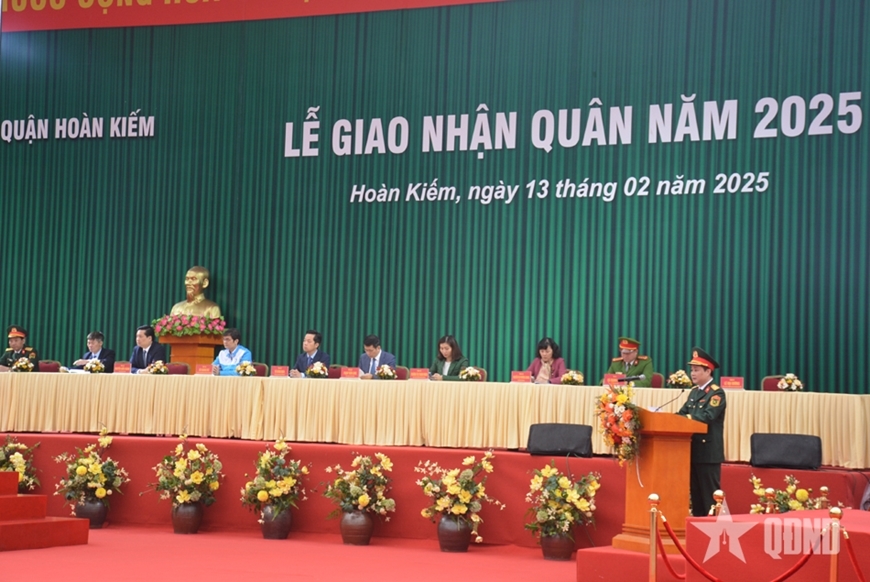 QUẬN HOÀN KIẾM
LỄ GIAO NHẬN QUÂN NĂM 2025
Hoàn Kiếm, ngày 13 tháng 02 năm 2025
QĐND